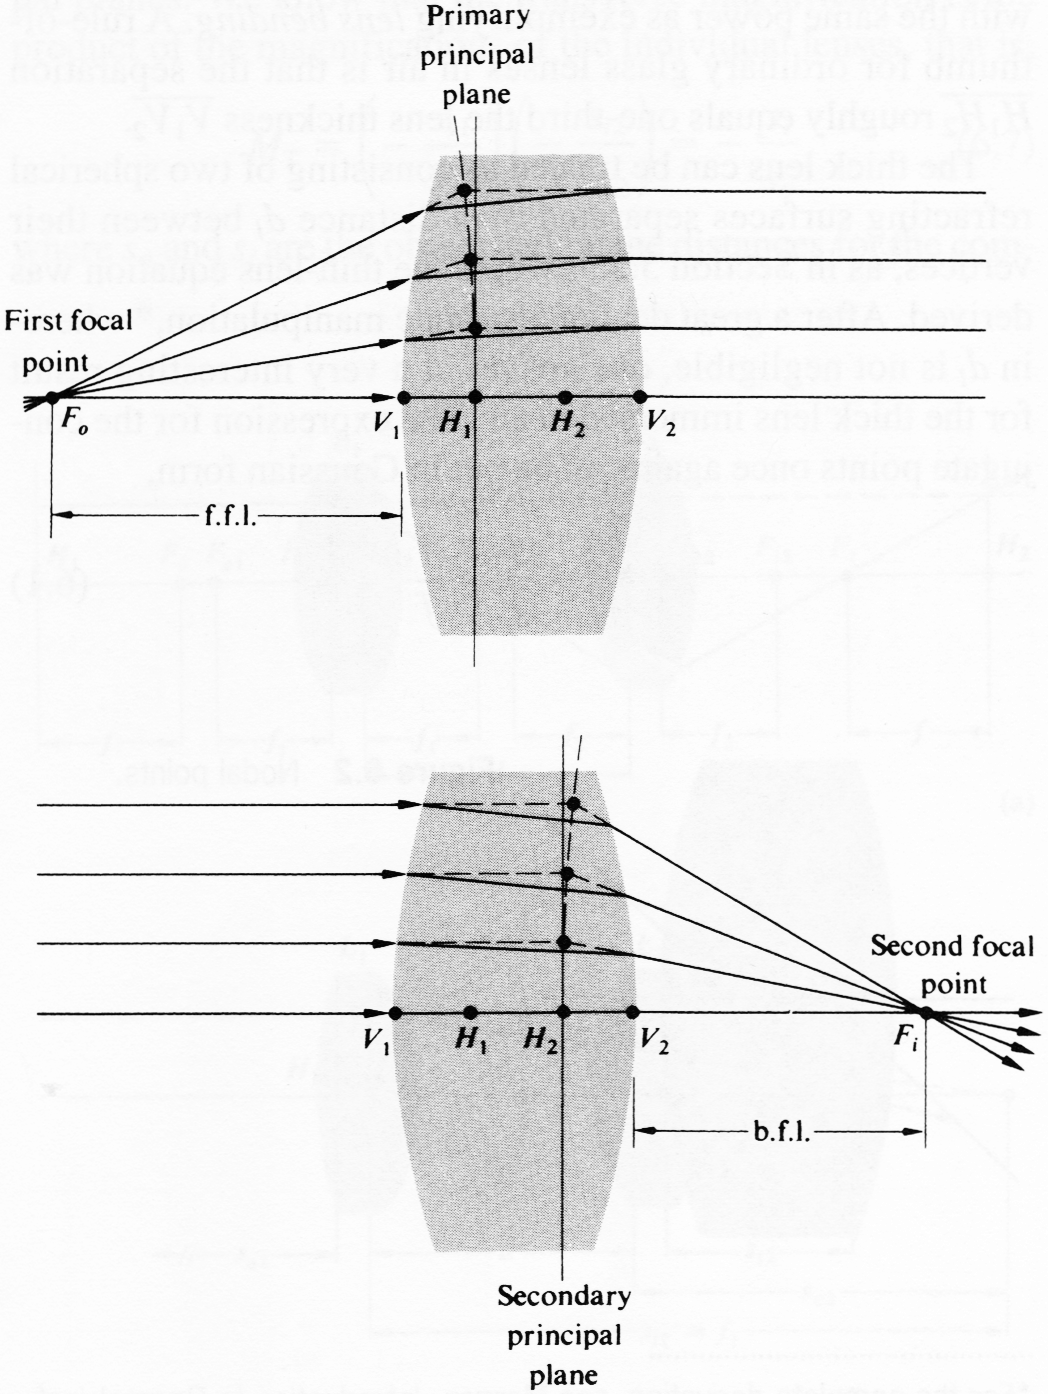 Primary
principal
plane
First focal
point
F_o
V_1
H_1
H_2
V_2
f.f.l.
Second focal
point
V_1
H_1
H_2
V_2
F_i
b.f.l.
Secondary
principal
plane